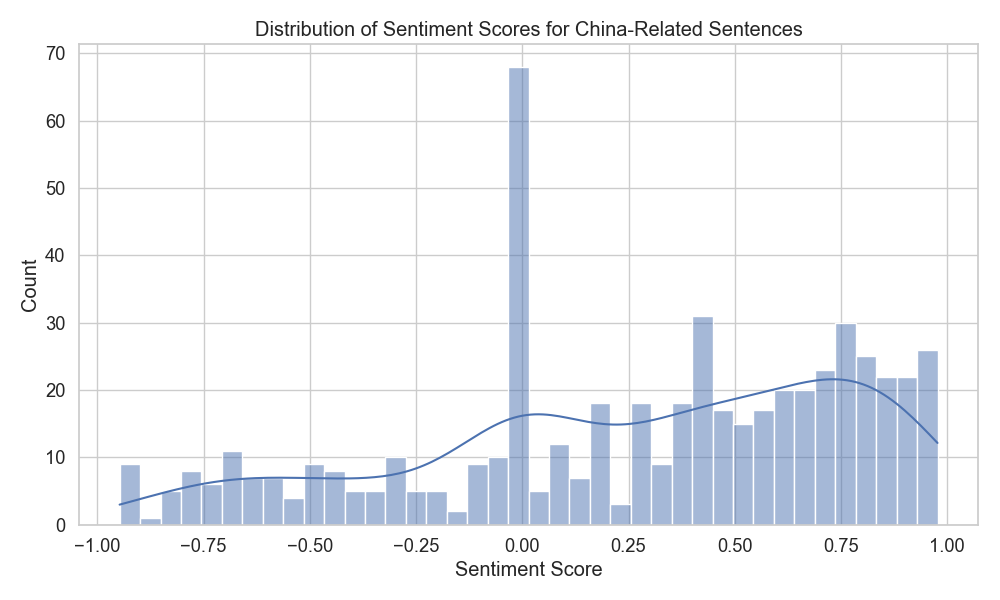 Distribution of Sentiment Scores for China-Related Sentences
70
60
50
40
30
20
10
0
Count
−1.00 −0.75 −0.50 −0.25 0.00 0.25 0.50 0.75 1.00
Sentiment Score